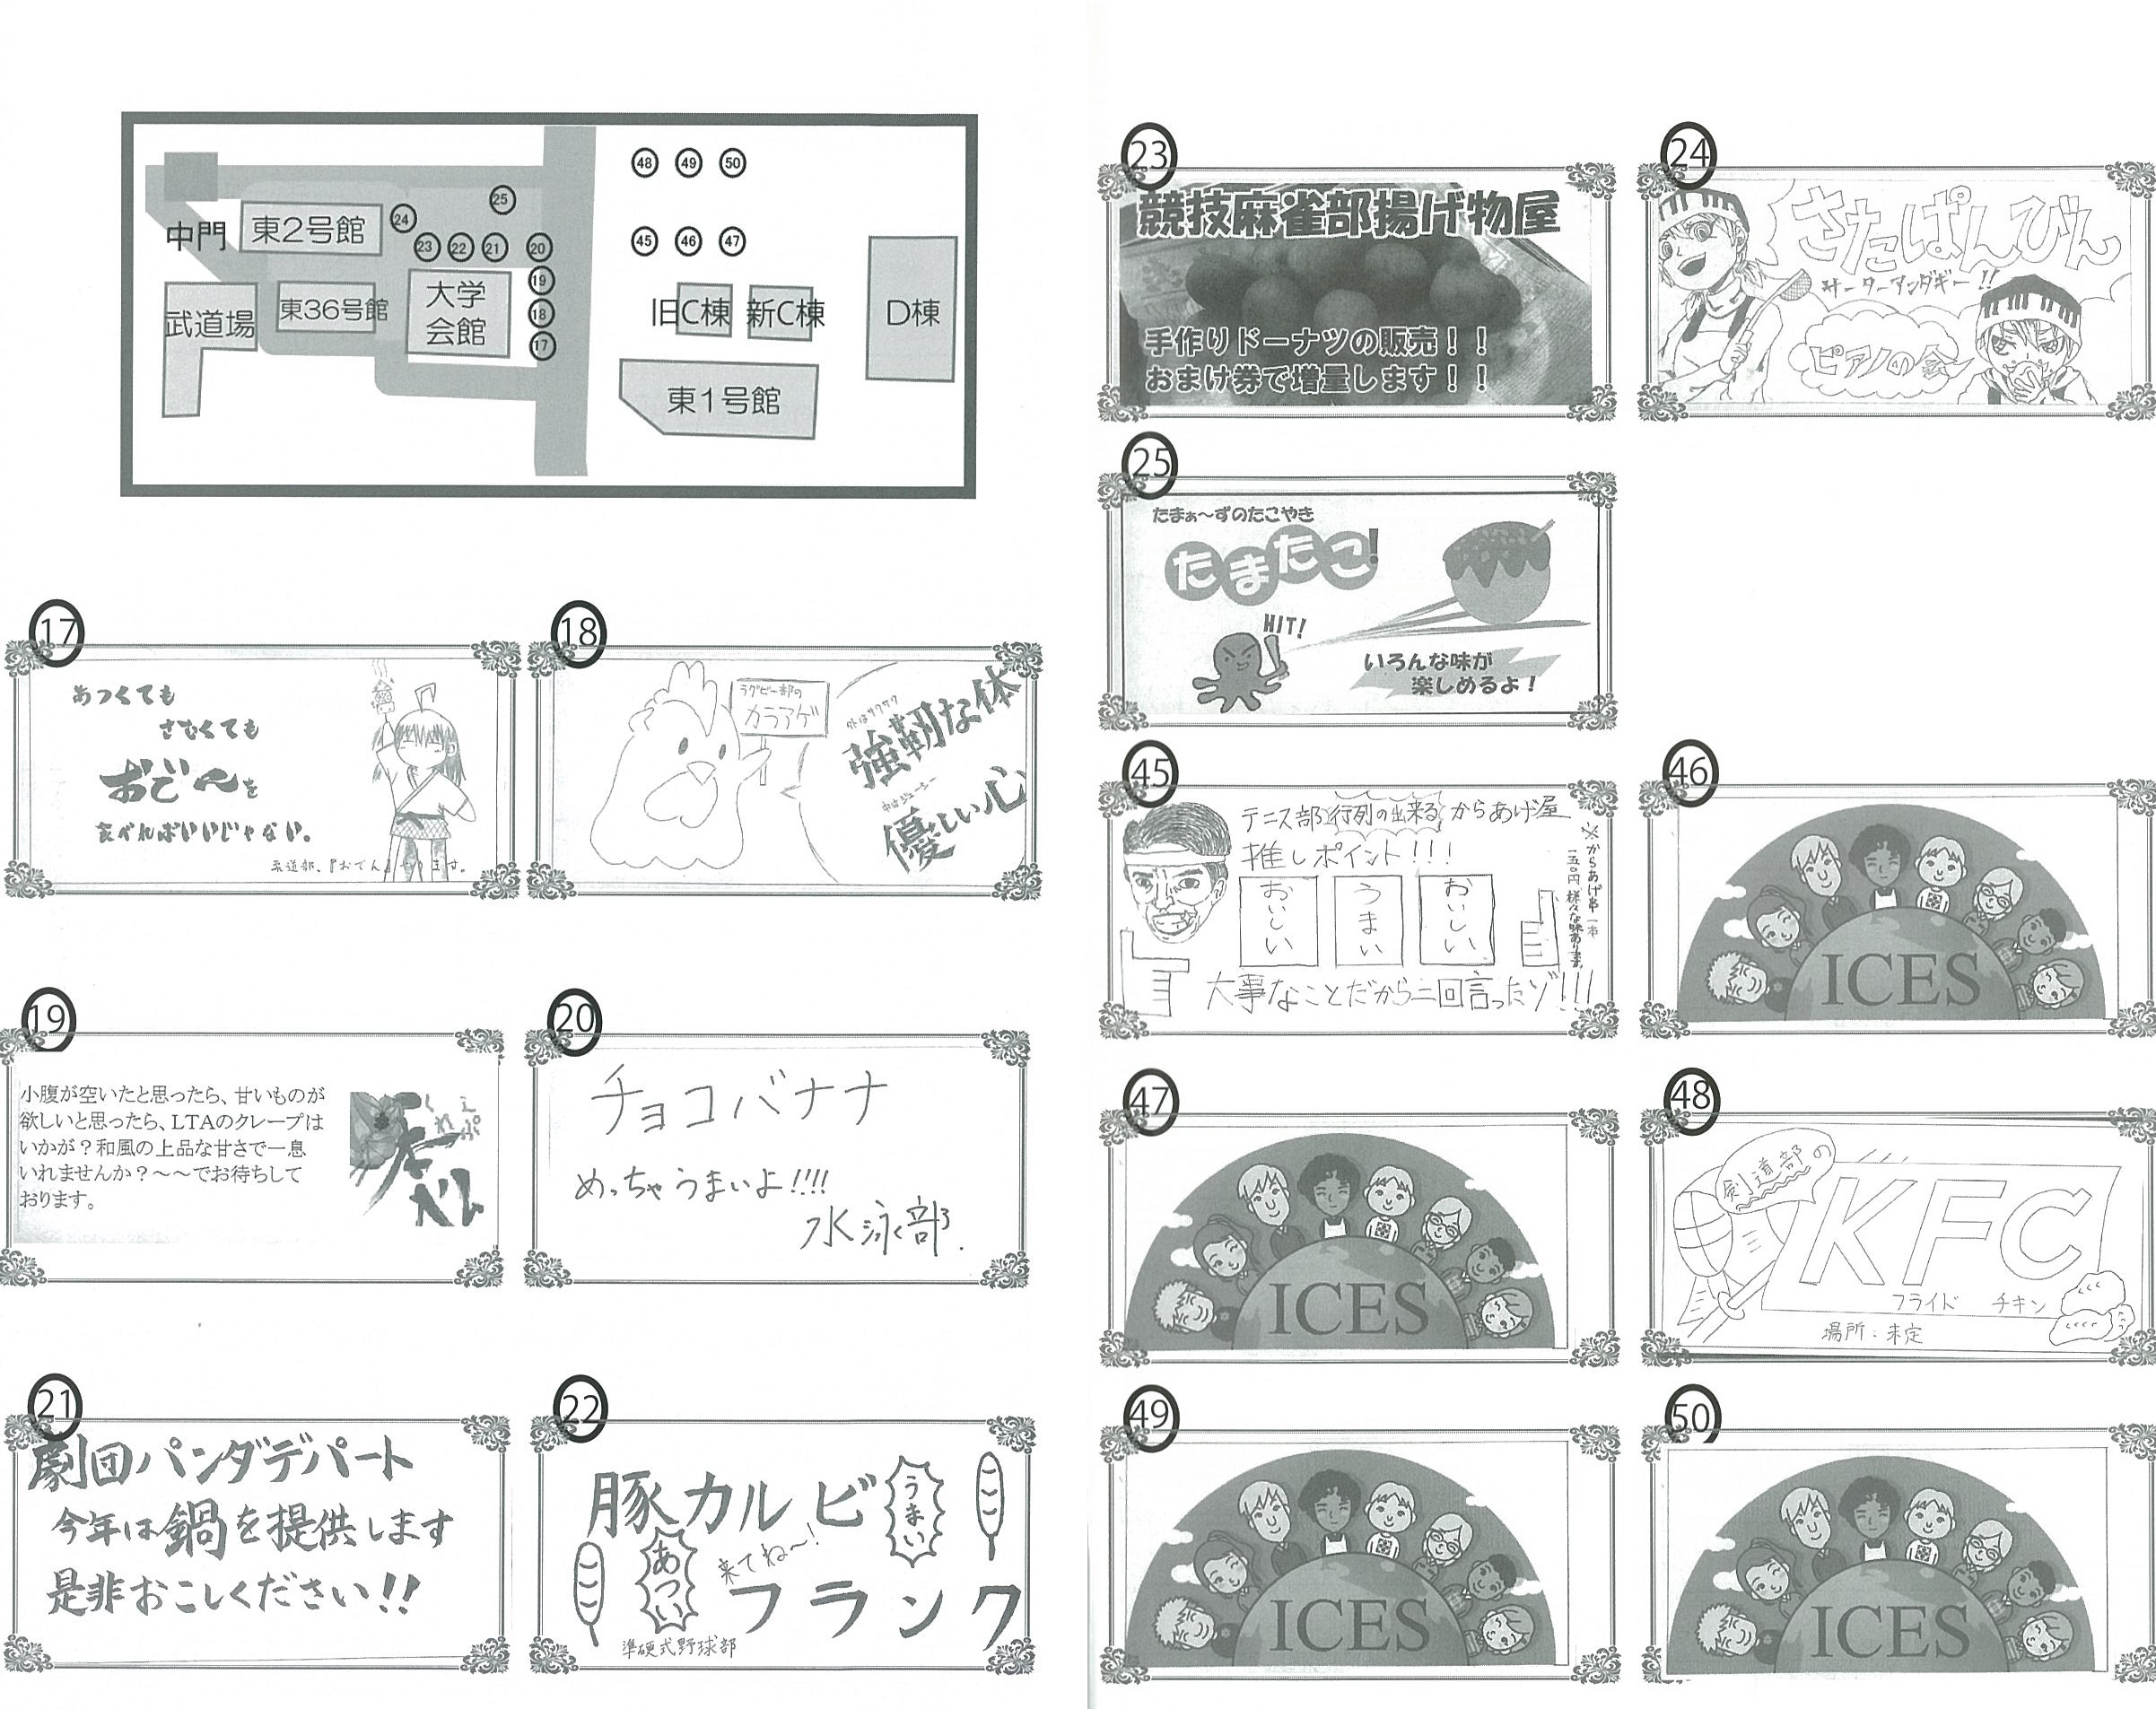 中門
東2号館
東36号館
武道場
大学
会館
旧C棟
新C棟
D棟
東1号館
48
49
50
45
46
47
25
24
23
22
21
20
19
18
17
17
あつくても
さむくても
おで〜を
食べればいいじゃない。
柔道部、『おでん』やります。
18
ラグビー部の
カラアゲ
外はサクサク
強靭な体
中はジューシー
優しい心
19
小腹が空いたと思ったら、甘いものが
欲しいと思ったら、LTAのクレープは
いかが？和風の上品な甘さで一息
いれませんか？〜〜でお待ちして
おります。
くれえぷ
20
チョコバナナ
めっちゃうまいよ!!!!
水泳部.
21
劇団パンダデパート
今年は鍋を提供します
是非おこしください!!
22
豚カルビ
うまい
あつい
来てね〜!
フランク
準硬式野球部
23
競技麻雀部揚げ物屋
手作りドーナツの販売！！
おまけ券で増量します！！
24
さたぱんびん
サーターアンダギー!!
ピアノの会
25
たまぁ〜ずのたこやき
たまたこ!
HIT!
いろんな味が
楽しめるよ！
45
テニス部行列の出来るからあげ屋
推しポイント!!!
おいしい
うまい
おいしい
※からあげ串一本
一五〇円 様々な味あります。
大事なことだから二回言ったゾ!!!
46
ICES
47
ICES
48
剣道部の
KFC
フライド チキン
場所：未定
49
ICES
50
ICES